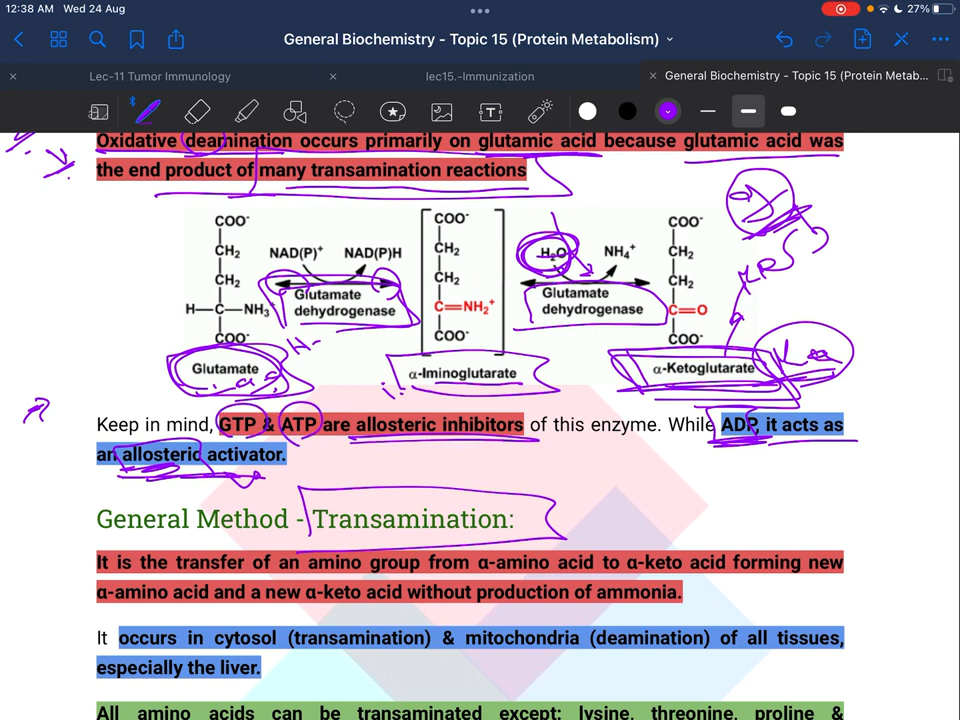 12:38 AM Wed 24 Aug
27%
General Biochemistry - Topic 15 (Protein Metabolism)
Lec-11 Tumor Immunology
lec15.-Immunization
General Biochemistry - Topic 15 (Protein Metab...
Oxidative deamination occurs primarily on glutamic acid because glutamic acid was
the end product of many transamination reactions
COO⁻
CH₂
CH₂
H—C—NH₃
COO⁻
Glutamate
NAD(P)⁺ NAD(P)H
Glutamate
dehydrogenase
COO⁻
CH₂
CH₂
C=NH₂⁺
COO⁻
α-Iminoglutarate
H₂O NH₄⁺
Glutamate
dehydrogenase
COO⁻
CH₂
CH₂
C=O
COO⁻
α-Ketoglutarate
Keep in mind, GTP & ATP are allosteric inhibitors of this enzyme. While ADP, it acts as
an allosteric activator.
General Method - Transamination:
It is the transfer of an amino group from α-amino acid to α-keto acid forming new
α-amino acid and a new α-keto acid without production of ammonia.
It occurs in cytosol (transamination) & mitochondria (deamination) of all tissues,
especially the liver.
All amino acids can be transaminated except: lysine, threonine, proline &